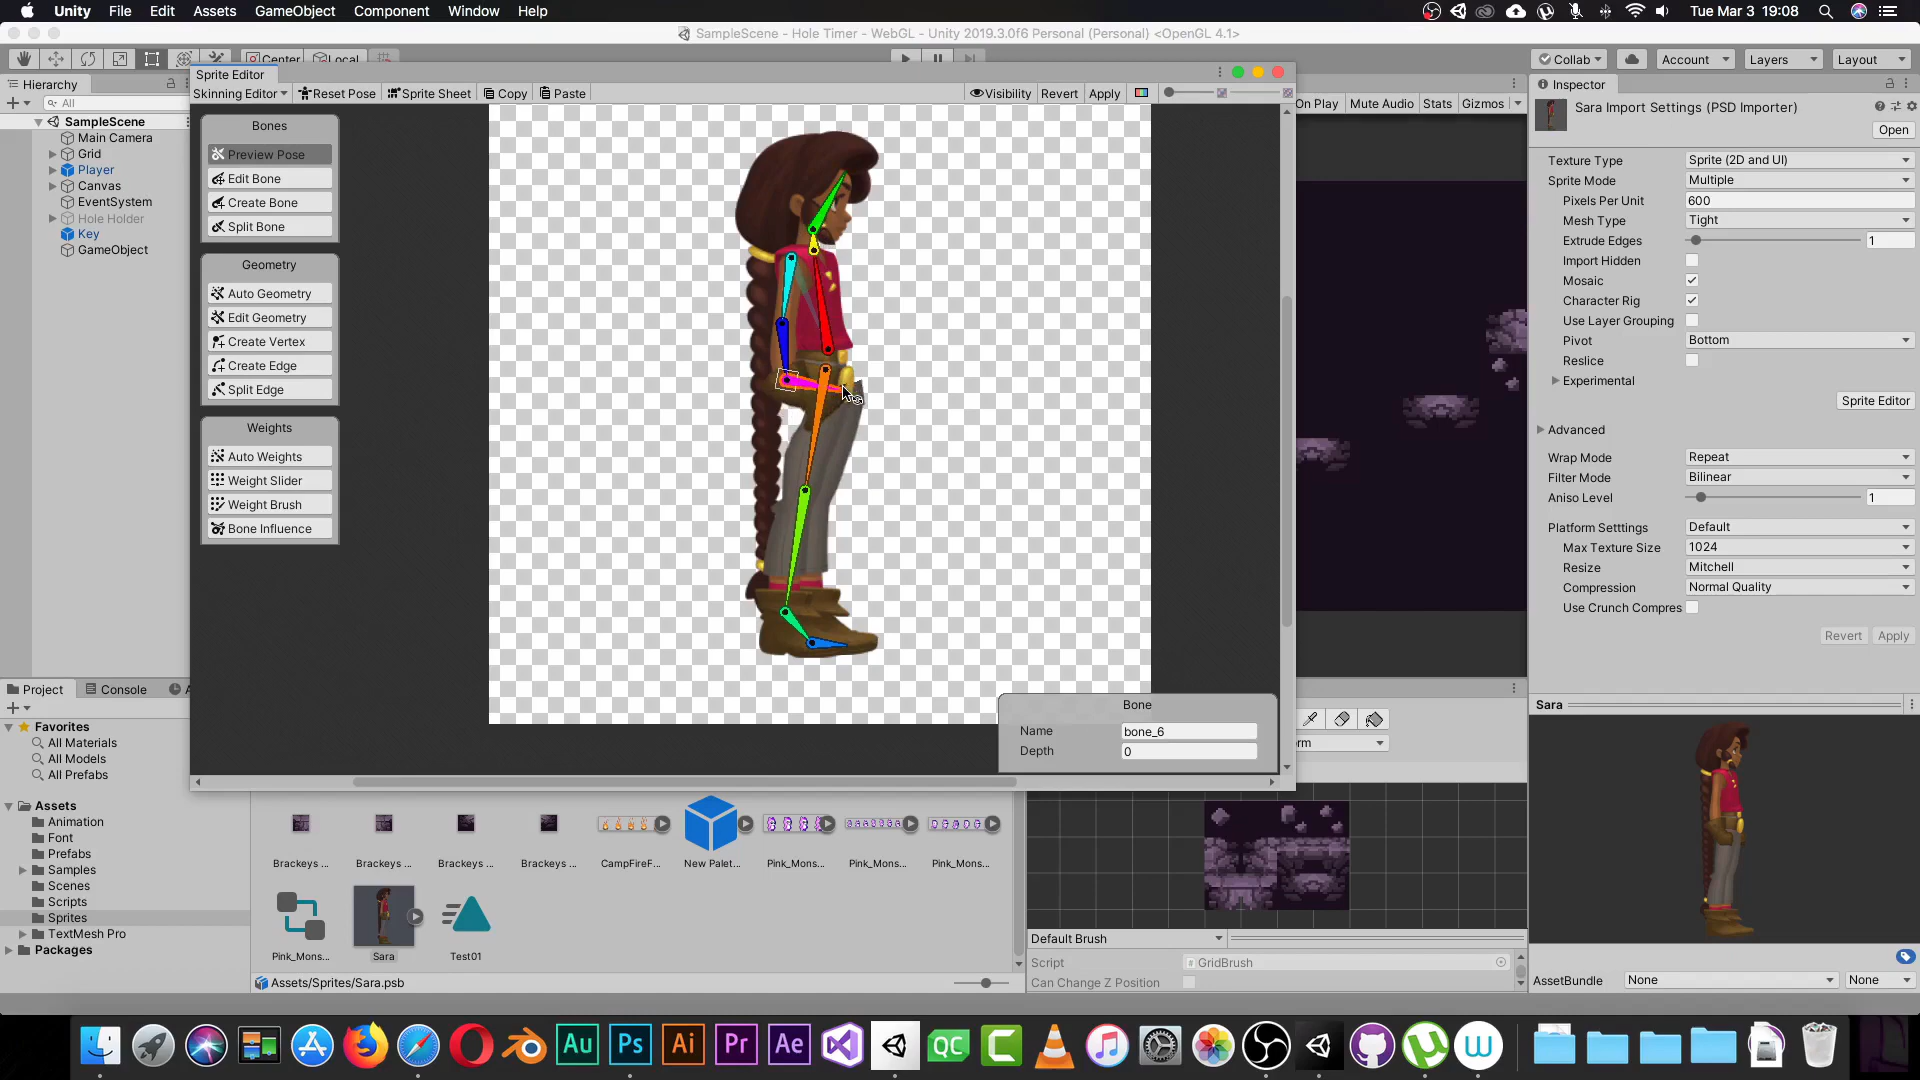 Unity File Edit Assets GameObject Component Window Help
Tue Mar 3 19:08
SampleScene - Hole Timer - WebGL - Unity 2019.3.0f6 Personal (Personal) <OpenGL 4.1>
Center Local
Collab Account Layers Layout
Hierarchy
All
SampleScene
Main Camera
Grid
Player
Canvas
EventSystem
Hole Holder
Key
GameObject
Sprite Editor
Skinning Editor Reset Pose Sprite Sheet Copy Paste
Visibility Revert Apply
Bones
Preview Pose
Edit Bone
Create Bone
Split Bone
Geometry
Auto Geometry
Edit Geometry
Create Vertex
Create Edge
Split Edge
Weights
Auto Weights
Weight Slider
Weight Brush
Bone Influence
Bone
Name bone_6
Depth 0
On Play Mute Audio Stats Gizmos
Inspector
Sara Import Settings (PSD Importer)
Open
Texture Type Sprite (2D and UI)
Sprite Mode Multiple
Pixels Per Unit 600
Mesh Type Tight
Extrude Edges 1
Import Hidden
Mosaic
Character Rig
Use Layer Grouping
Pivot Bottom
Reslice
Experimental
Sprite Editor
Advanced
Wrap Mode Repeat
Filter Mode Bilinear
Aniso Level 1
Platform Setttings Default
Max Texture Size 1024
Resize Mitchell
Compression Normal Quality
Use Crunch Compres
Revert Apply
Sara
AssetBundle None None
Project Console A
Favorites
All Materials
All Models
All Prefabs
Assets
Animation
Font
Prefabs
Samples
Scenes
Scripts
Sprites
TextMesh Pro
Packages
Brackeys ... Brackeys ... Brackeys ... Brackeys ... CampFireF... New Palet... Pink_Mons... Pink_Mons... Pink_Mons...
Pink_Mons... Sara Test01
Assets/Sprites/Sara.psb
rm
Default Brush
Script GridBrush
Can Change Z Position
Au Ps Ai Pr Ae QC C W